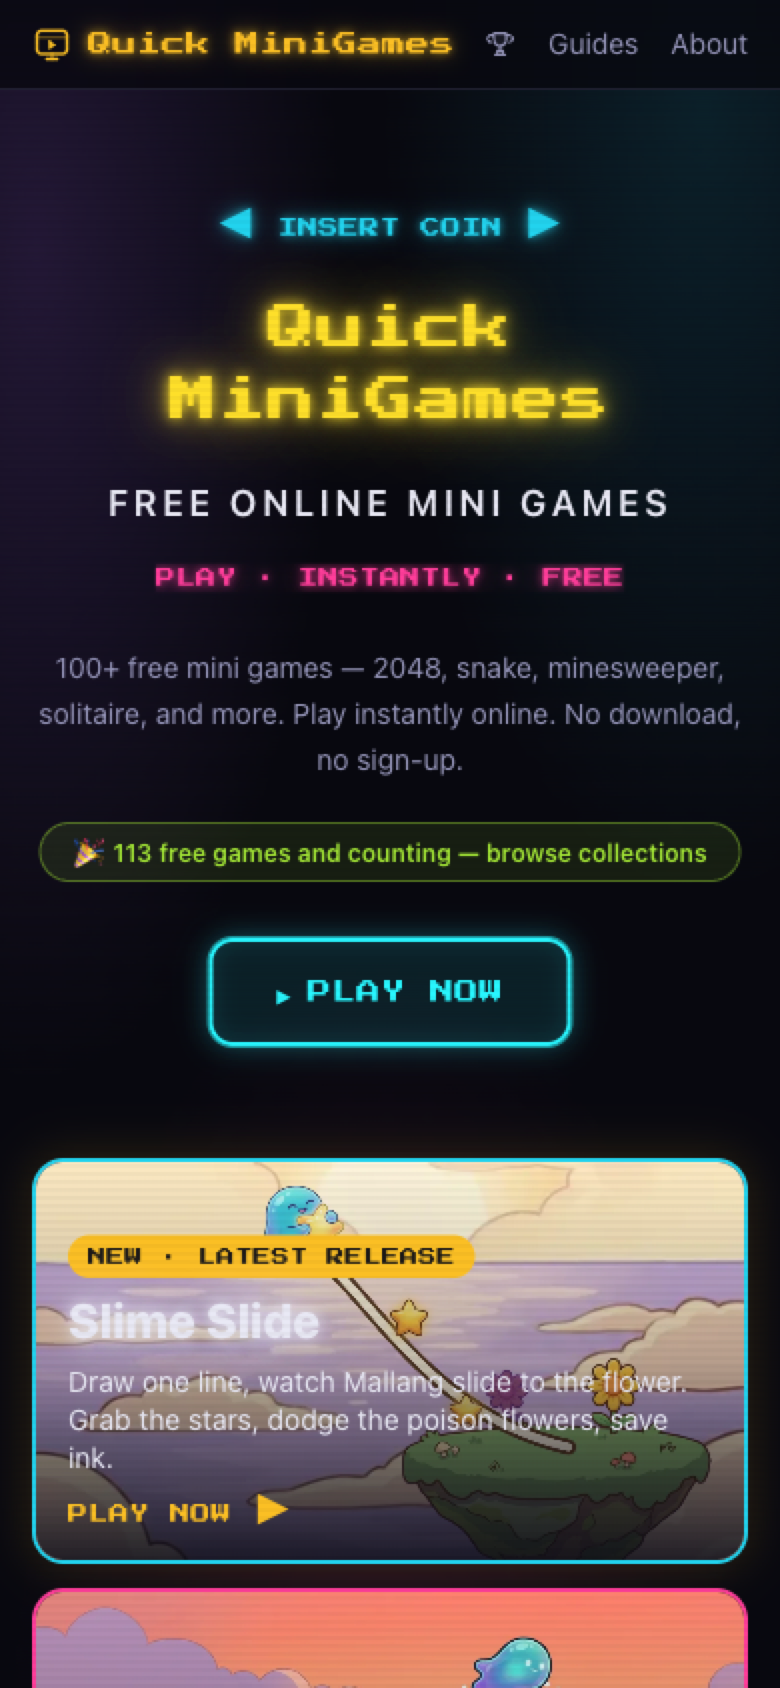 Quick MiniGames Guides About
INSERT COIN
Quick
MiniGames
FREE ONLINE MINI GAMES
PLAY · INSTANTLY · FREE
100+ free mini games — 2048, snake, minesweeper,
solitaire, and more. Play instantly online. No download,
no sign-up.
113 free games and counting — browse collections
PLAY NOW
NEW · LATEST RELEASE
Slime Slide
Draw one line, watch Mallang slide to the flower.
Grab the stars, dodge the poison flowers, save
ink.
PLAY NOW